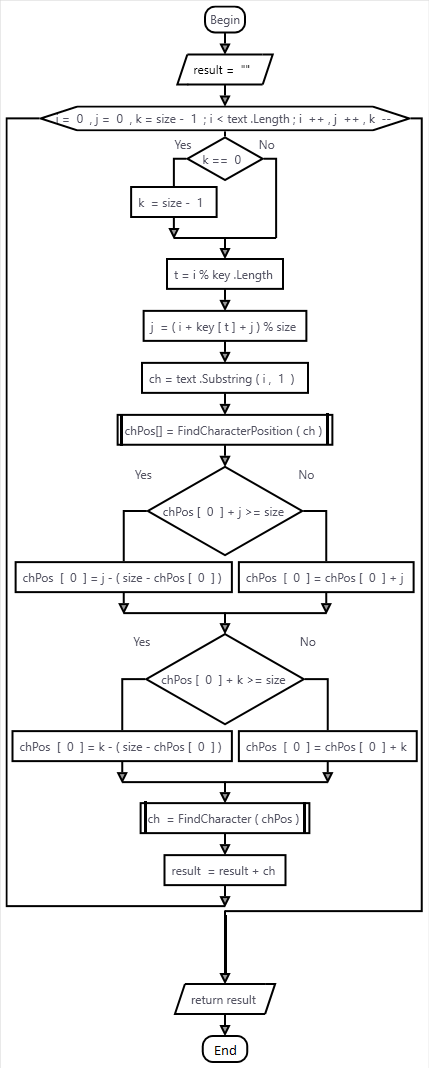 Begin
result = ""
i = 0 , j = 0 , k = size - 1 ; i < text .Length ; i ++ , j ++ , k --
Yes No
k == 0
k = size - 1
t = i % key .Length
j = ( i + key [ t ] + j ) % size
ch = text .Substring ( i , 1 )
chPos[] = FindCharacterPosition ( ch )
Yes No
chPos [ 0 ] + j >= size
chPos [ 0 ] = j - ( size - chPos [ 0 ] ) chPos [ 0 ] = chPos [ 0 ] + j
Yes No
chPos [ 0 ] + k >= size
chPos [ 0 ] = k - ( size - chPos [ 0 ] ) chPos [ 0 ] = chPos [ 0 ] + k
ch = FindCharacter ( chPos )
result = result + ch
return result
End